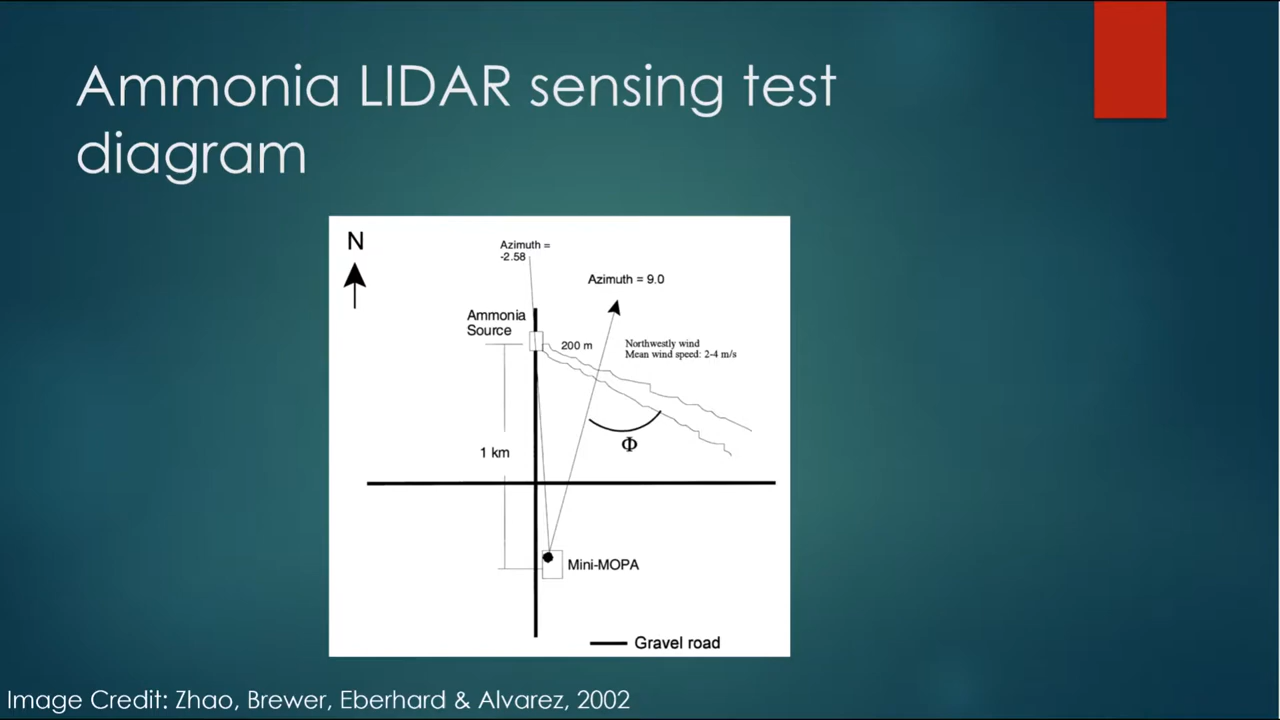 Ammonia LIDAR sensing test
diagram
N
Azimuth =
-2.58
Azimuth = 9.0
Ammonia
Source
200 m
Northwestly wind
Mean wind speed: 2-4 m/s
Φ
1 km
Mini-MOPA
Gravel road
Image Credit: Zhao, Brewer, Eberhard & Alvarez, 2002